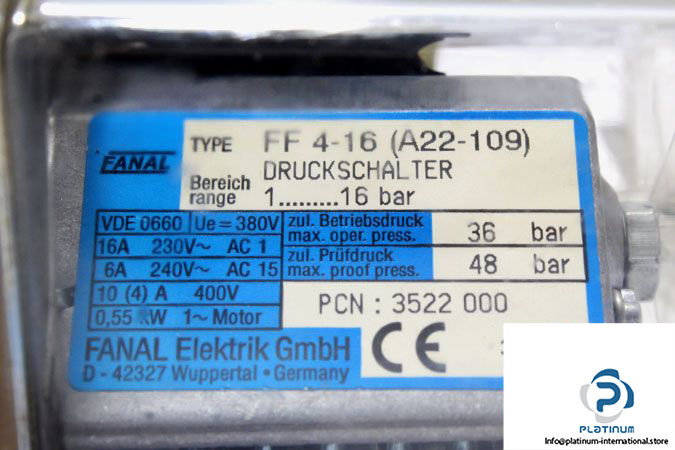 TYPE FF 4-16 (A22-109)
FANAL
DRUCKSCHALTER
Bereich
range 1.........16 bar
VDE 0660 Ue = 380V
zul. Betriebsdruck
max. oper. press. 36 bar
16A 230V~ AC 1
zul. Prüfdruck
max. proof press. 48 bar
6A 240V~ AC 15
10 (4) A 400V
PCN : 3522 000
0,55 kW 1~ Motor
FANAL Elektrik GmbH CE
D - 42327 Wuppertal • Germany
PLATINUM
info@platinum-international.store